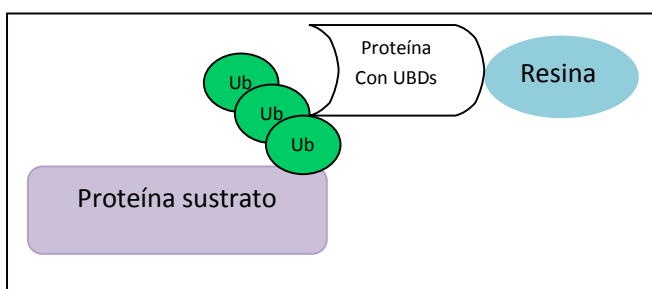 Proteína
Con UBDs
Resina
Ub
Ub
Ub
Proteína sustrato